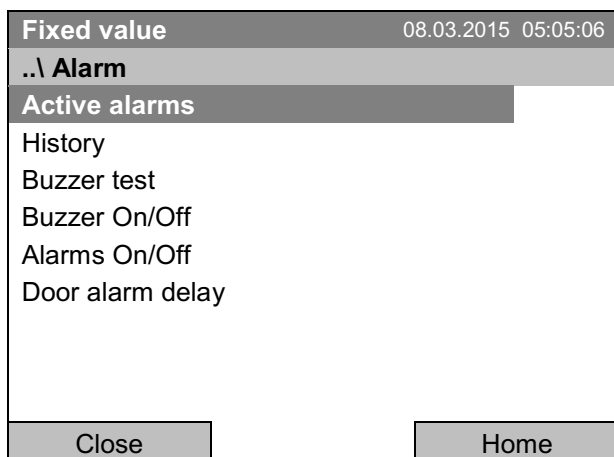 Fixed value 08.03.2015 05:05:06
..\ Alarm
Active alarms
History
Buzzer test
Buzzer On/Off
Alarms On/Off
Door alarm delay
Close Home